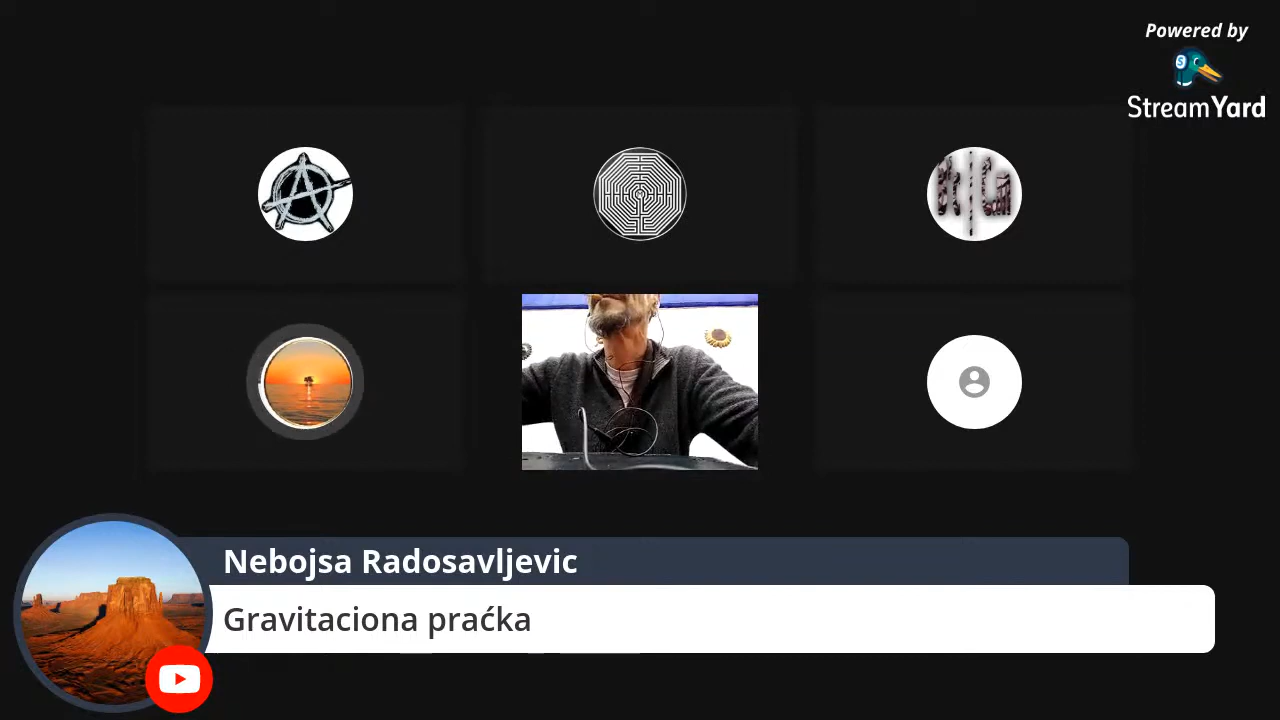 Powered by
StreamYard
Nebojsa Radosavljevic
Gravitaciona praćka